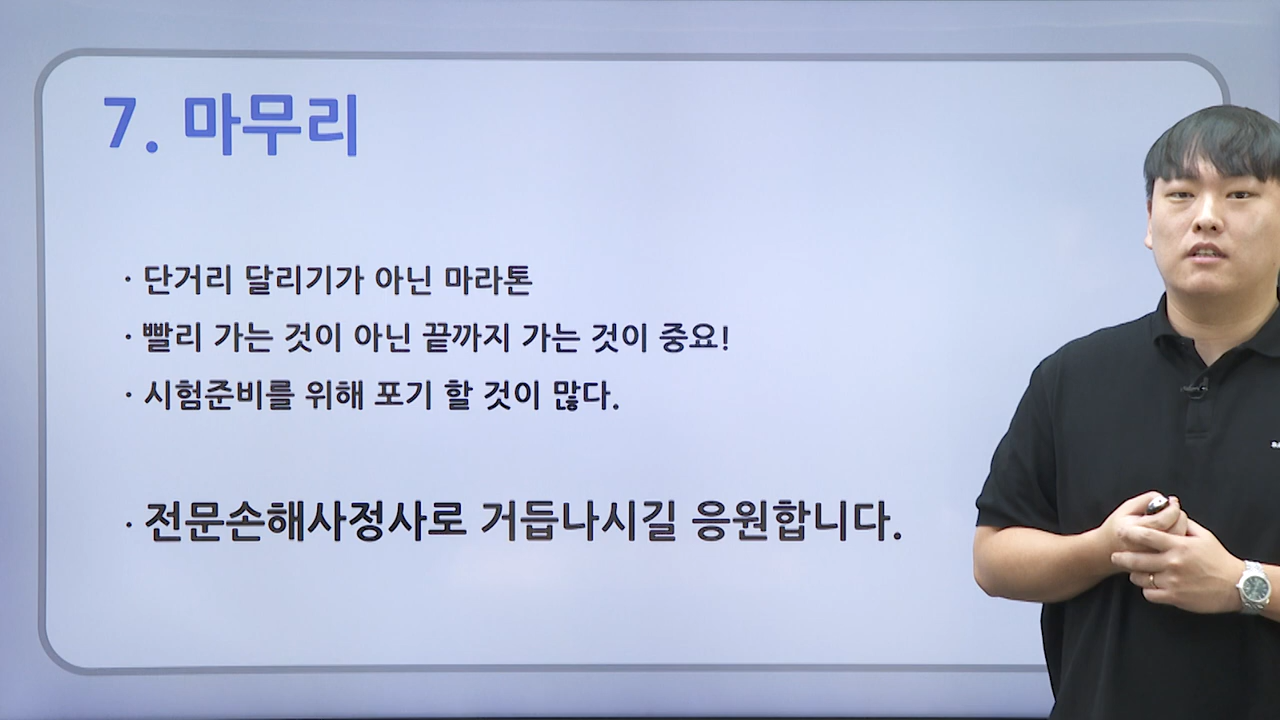 7. 마무리
· 단거리 달리기가 아닌 마라톤
· 빨리 가는 것이 아닌 끝까지 가는 것이 중요!
· 시험준비를 위해 포기 할 것이 많다.
· 전문손해사정사로 거듭나시길 응원합니다.